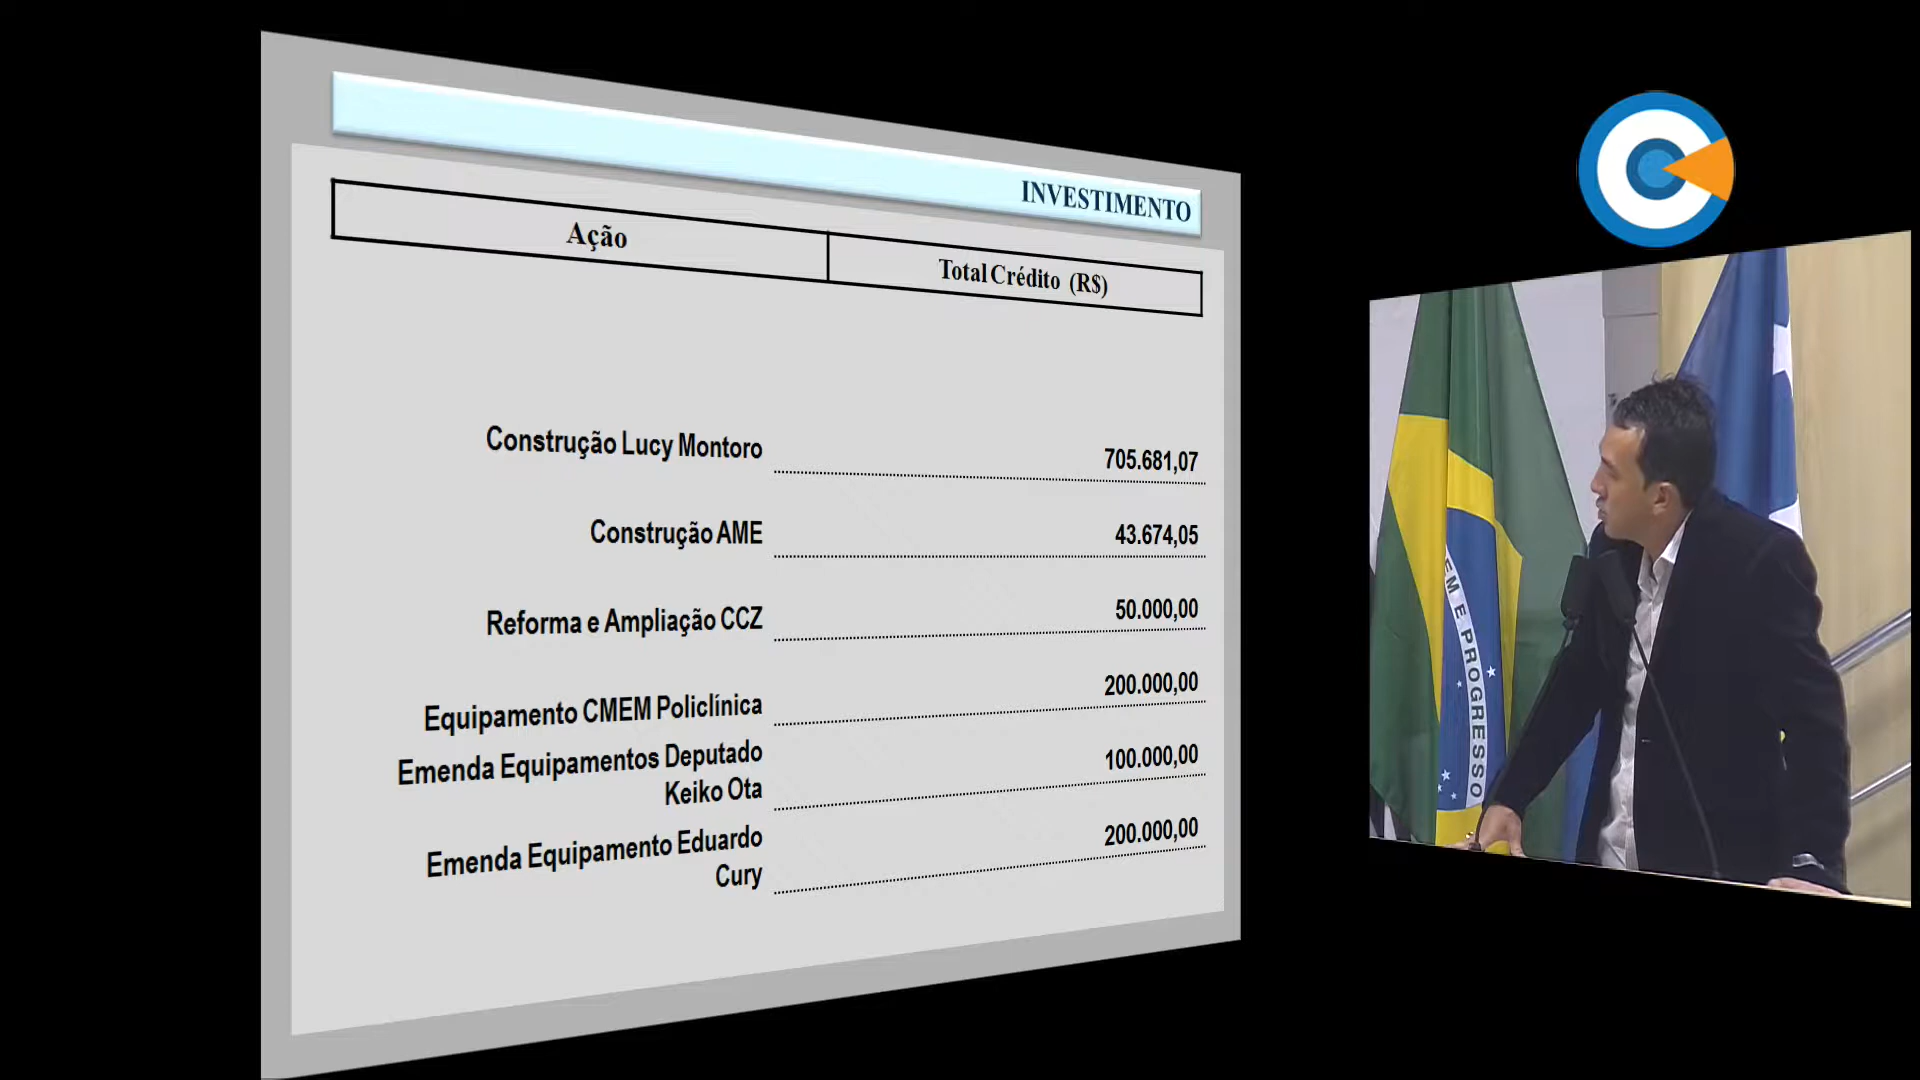 INVESTIMENTO
Ação
Total Crédito (R$)
Construção Lucy Montoro
705.681,07
Construção AME
43.674,05
Reforma e Ampliação CCZ
50.000,00
Equipamento CMEM Policlínica
200.000,00
Emenda Equipamentos Deputado
Keiko Ota
100.000,00
Emenda Equipamento Eduardo
Cury
200.000,00
EM E PROGRESSO